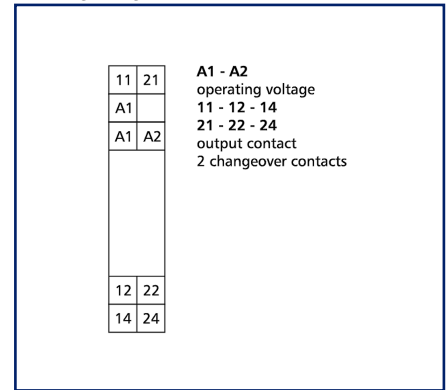 11 21
A1
A1 A2
12 22
14 24
A1 - A2
operating voltage
11 - 12 - 14
21 - 22 - 24
output contact
2 changeover contacts